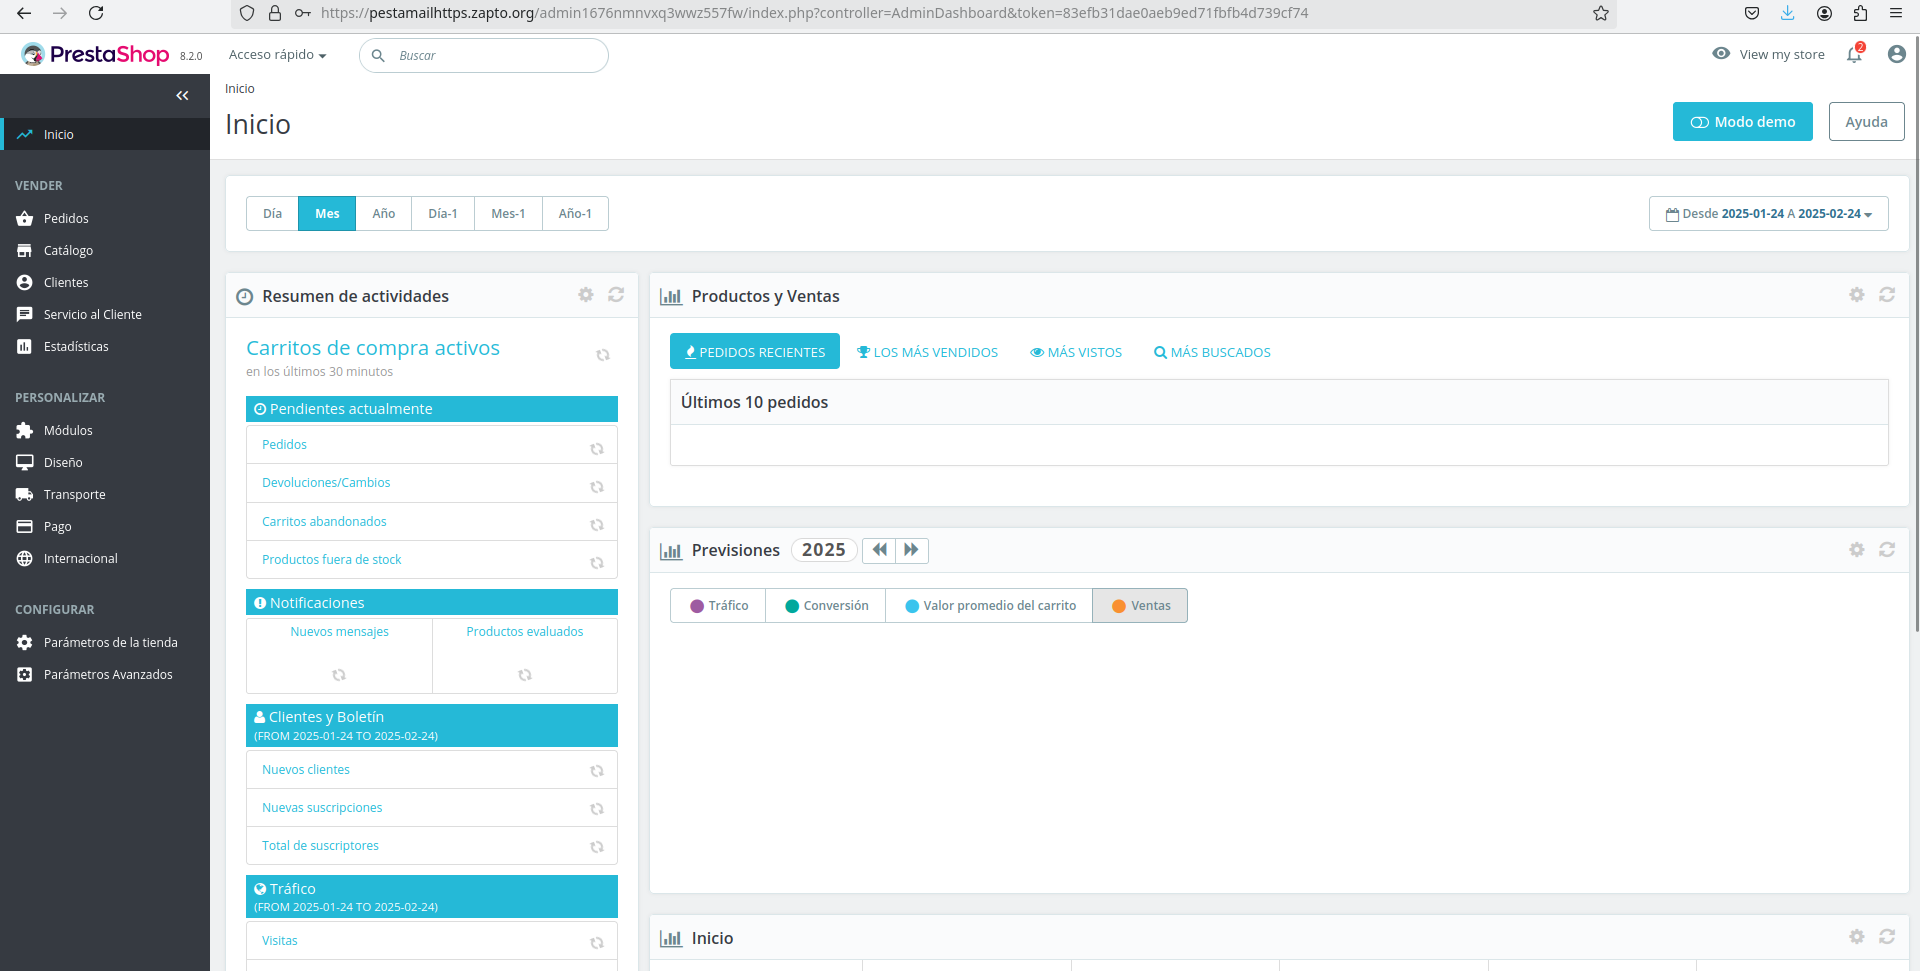 https://pestamailhttps.zapto.org/admin1676nmnvxq3wwz557fw/index.php?controller=AdminDashboard&token=83efb31dae0aeb9ed71fbfb4d739cf74
PrestaShop 8.2.0
Acceso rápido
Buscar
View my store
2
Inicio
Inicio
Modo demo
Ayuda
Inicio
VENDER
Pedidos
Catálogo
Clientes
Servicio al Cliente
Estadísticas
PERSONALIZAR
Módulos
Diseño
Transporte
Pago
Internacional
CONFIGURAR
Parámetros de la tienda
Parámetros Avanzados
Día
Mes
Año
Día-1
Mes-1
Año-1
Desde 2025-01-24 A 2025-02-24
Resumen de actividades
Carritos de compra activos
en los últimos 30 minutos
Pendientes actualmente
Pedidos
Devoluciones/Cambios
Carritos abandonados
Productos fuera de stock
Notificaciones
Nuevos mensajes
Productos evaluados
Clientes y Boletín
(FROM 2025-01-24 TO 2025-02-24)
Nuevos clientes
Nuevas suscripciones
Total de suscriptores
Tráfico
(FROM 2025-01-24 TO 2025-02-24)
Visitas
Productos y Ventas
PEDIDOS RECIENTES
LOS MÁS VENDIDOS
MÁS VISTOS
MÁS BUSCADOS
Últimos 10 pedidos
Previsiones 2025
Tráfico
Conversión
Valor promedio del carrito
Ventas
Inicio